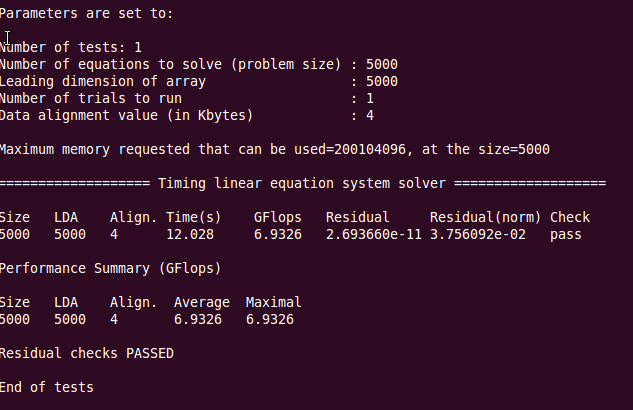 Parameters are set to:
Number of tests: 1
Number of equations to solve (problem size) : 5000
Leading dimension of array                  : 5000
Number of trials to run                     : 1
Data alignment value (in Kbytes)            : 4
Maximum memory requested that can be used=200104096, at the size=5000
=================== Timing linear equation system solver ===================
Size   LDA    Align. Time(s)    GFlops   Residual     Residual(norm) Check
5000   5000   4      12.028     6.9326   2.693660e-11 3.756092e-02   pass
Performance Summary (GFlops)
Size   LDA    Align.  Average  Maximal
5000   5000   4       6.9326   6.9326
Residual checks PASSED
End of tests